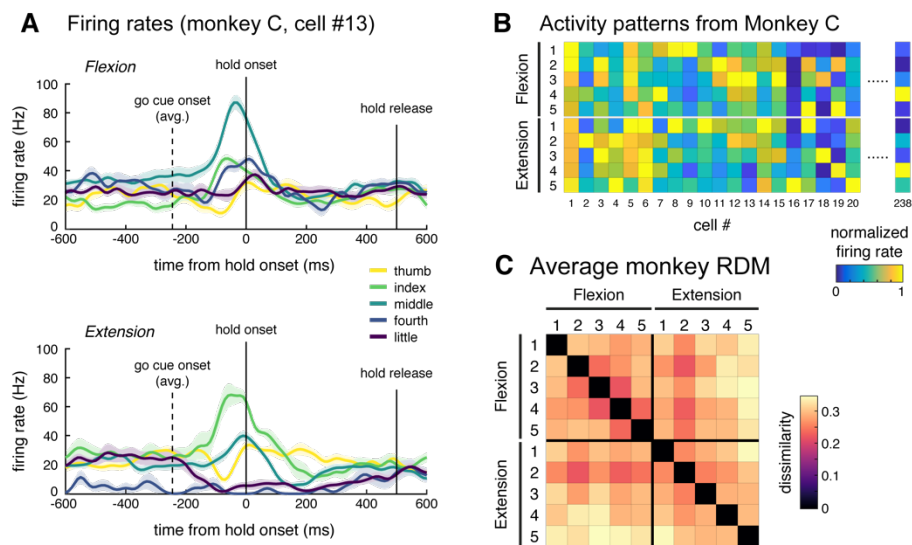 A Firing rates (monkey C, cell #13)
Flexion
hold onset
go cue onset
(avg.)
hold release
firing rate (Hz)
100
80
60
40
20
0
-600 -400 -200 0 200 400 600
time from hold onset (ms)
thumb
index
middle
fourth
little
Extension
hold onset
go cue onset
(avg.)
hold release
firing rate (Hz)
100
80
60
40
20
0
-600 -400 -200 0 200 400 600
time from hold onset (ms)
B Activity patterns from Monkey C
Flexion
1
2
3
4
5
Extension
1
2
3
4
5
.....
.....
1 2 3 4 5 6 7 8 9 10 11 12 13 14 15 16 17 18 19 20 238
cell #
normalized
firing rate
0 1
C Average monkey RDM
Flexion Extension
1 2 3 4 5 1 2 3 4 5
Flexion
1
2
3
4
5
Extension
1
2
3
4
5
dissimilarity
0.3
0.2
0.1
0